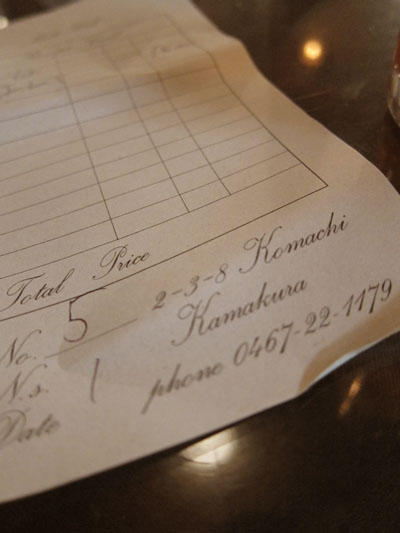 Total Price
No. 5
2-3-8 Komachi
N.s. 1
Kamakura
Date
phone 0467-22-1179